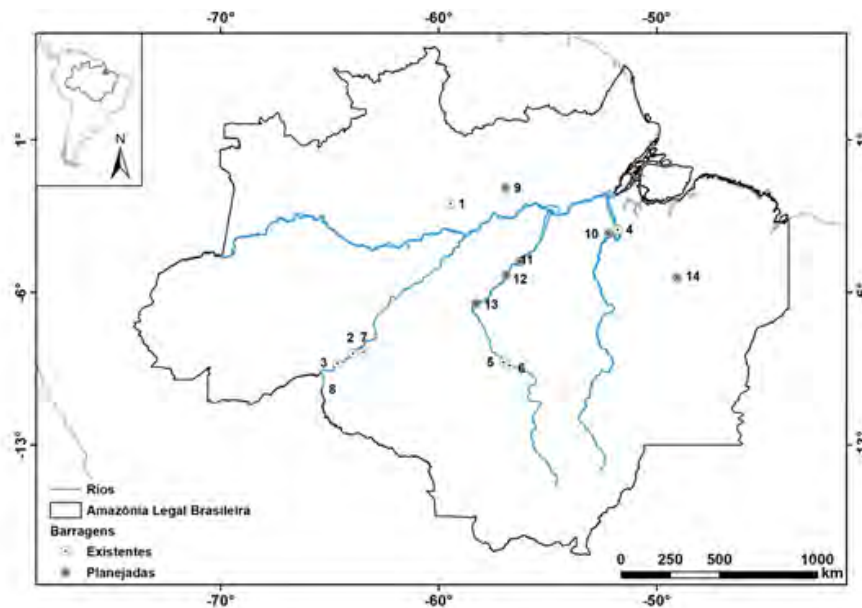 -70° -60° -50°
N
1° 1°
9
1
10 4
11
12
14
-6° -6°
13
2 7
3
5 6
8
-13° -13°
Rios
Amazônia Legal Brasileira
Barragens
Existentes
Planejadas
0 250 500 1000
km
-70° -60° -50°